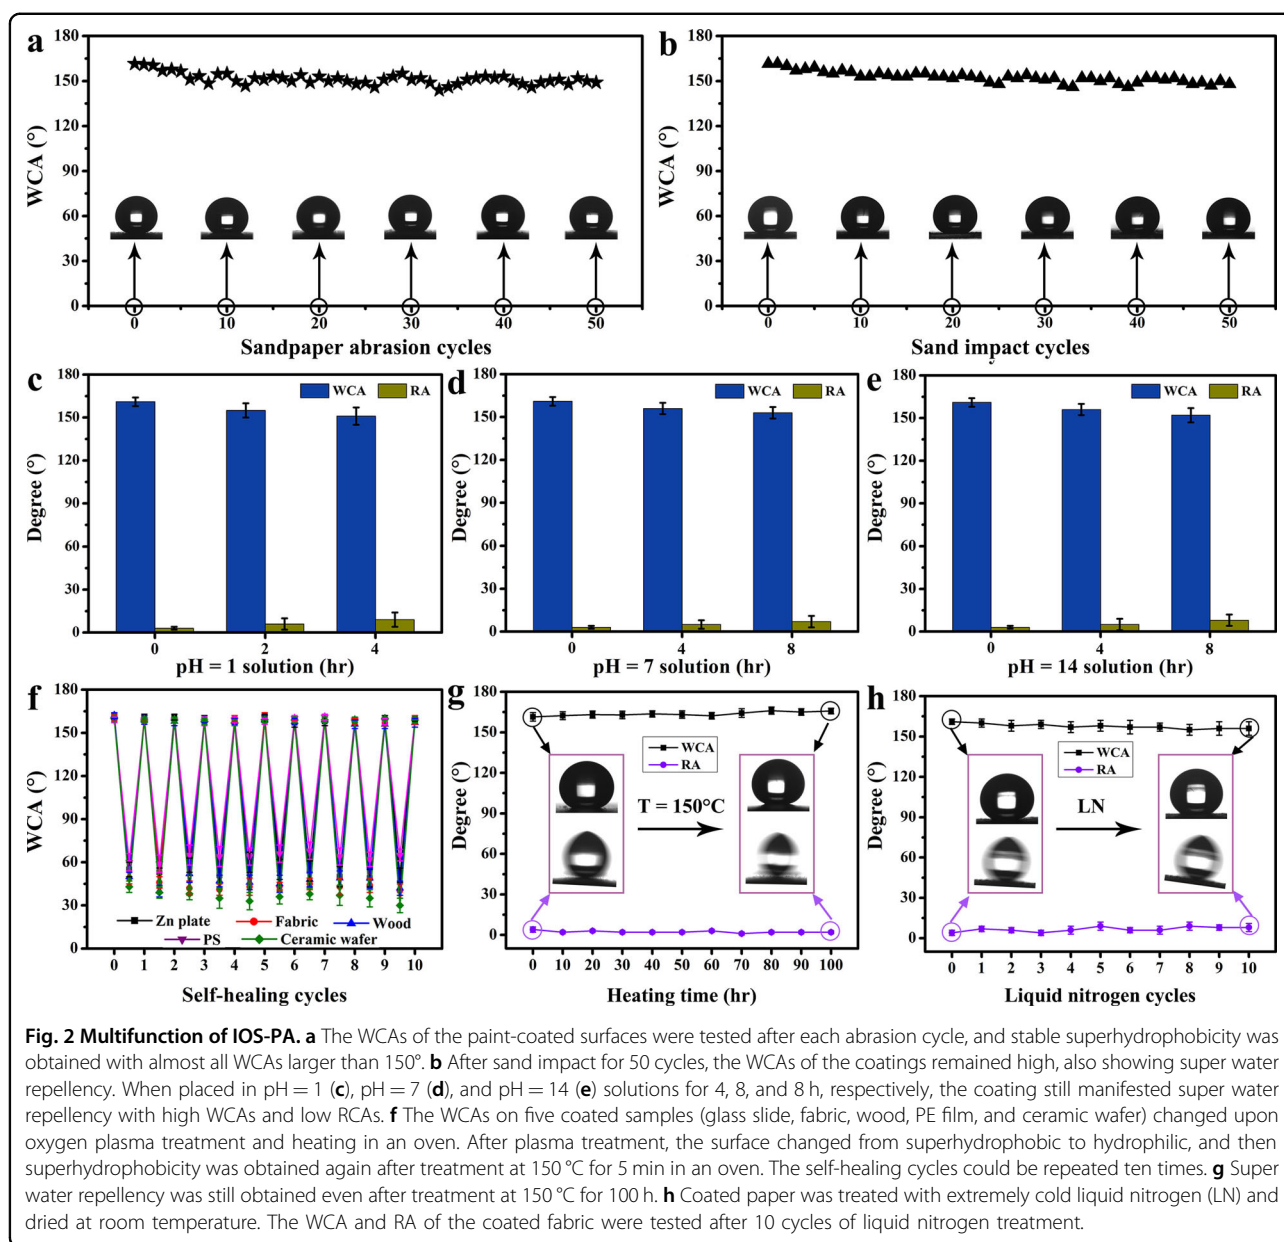 a
180
150
120
90
60
30
0
WCA (°)
0 10 20 30 40 50
Sandpaper abrasion cycles
b
180
150
120
90
60
30
0
WCA (°)
0 10 20 30 40 50
Sand impact cycles
c
WCA RA
180
150
120
90
60
30
0
Degree (°)
0 2 4
pH = 1 solution (hr)
d
WCA RA
180
150
120
90
60
30
0
Degree (°)
0 4 8
pH = 7 solution (hr)
e
WCA RA
180
150
120
90
60
30
0
Degree (°)
0 4 8
pH = 14 solution (hr)
f
180
150
120
90
60
30
0
WCA (°)
Zn plate Fabric Wood
PS Ceramic wafer
0 1 2 3 4 5 6 7 8 9 10
Self-healing cycles
g
180
150
120
90
60
30
0
Degree (°)
WCA
RA
T = 150°C
0 10 20 30 40 50 60 70 80 90 100
Heating time (hr)
h
180
150
120
90
60
30
0
Degree (°)
WCA
RA
LN
0 1 2 3 4 5 6 7 8 9 10
Liquid nitrogen cycles
Fig. 2 Multifunction of IOS-PA. a The WCAs of the paint-coated surfaces were tested after each abrasion cycle, and stable superhydrophobicity was
obtained with almost all WCAs larger than 150°. b After sand impact for 50 cycles, the WCAs of the coatings remained high, also showing super water
repellency. When placed in pH = 1 (c), pH = 7 (d), and pH = 14 (e) solutions for 4, 8, and 8 h, respectively, the coating still manifested super water
repellency with high WCAs and low RCAs. f The WCAs on five coated samples (glass slide, fabric, wood, PE film, and ceramic wafer) changed upon
oxygen plasma treatment and heating in an oven. After plasma treatment, the surface changed from superhydrophobic to hydrophilic, and then
superhydrophobicity was obtained again after treatment at 150 °C for 5 min in an oven. The self-healing cycles could be repeated ten times. g Super
water repellency was still obtained even after treatment at 150 °C for 100 h. h Coated paper was treated with extremely cold liquid nitrogen (LN) and
dried at room temperature. The WCA and RA of the coated fabric were tested after 10 cycles of liquid nitrogen treatment.